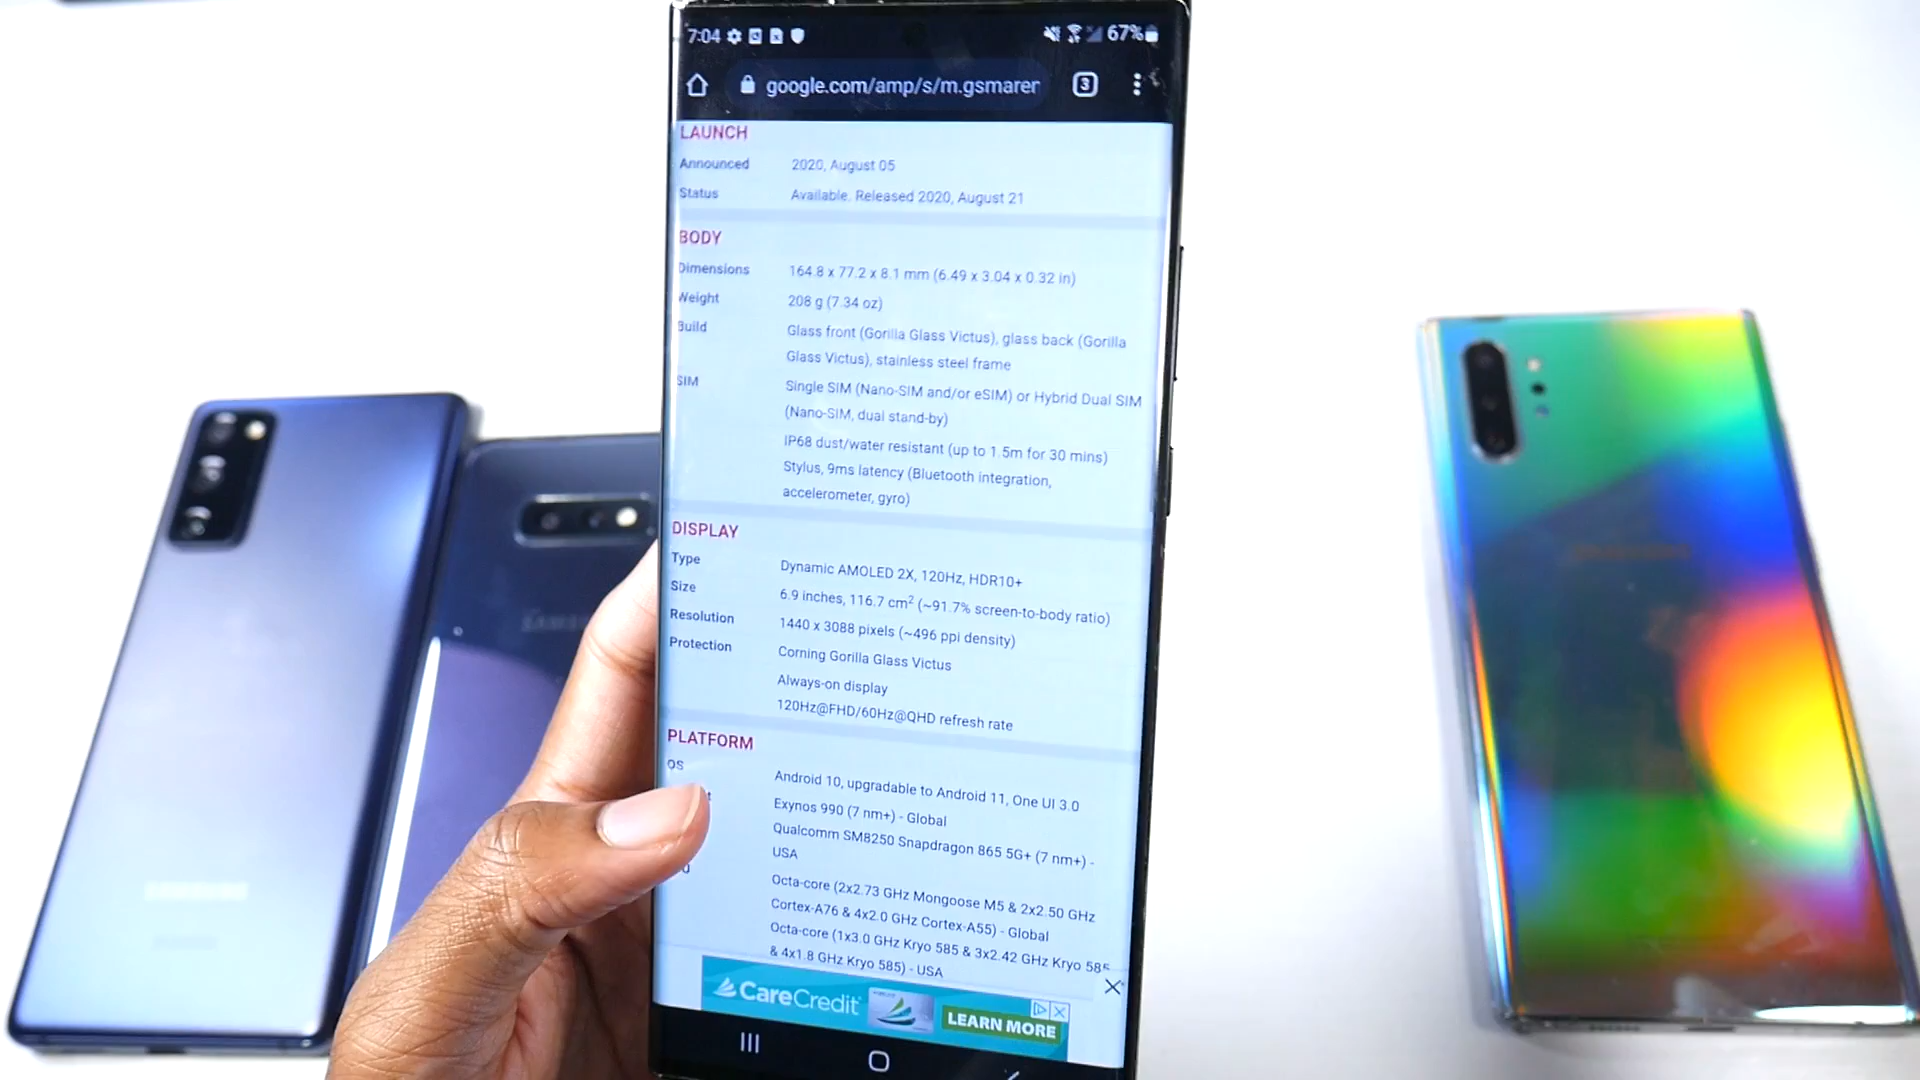 7:04
67%
google.com/amp/s/m.gsmarer
3
LAUNCH
Announced 2020, August 05
Status Available. Released 2020, August 21
BODY
Dimensions 164.8 x 77.2 x 8.1 mm (6.49 x 3.04 x 0.32 in)
Weight 208 g (7.34 oz)
Build Glass front (Gorilla Glass Victus), glass back (Gorilla
Glass Victus), stainless steel frame
SIM Single SIM (Nano-SIM and/or eSIM) or Hybrid Dual SIM
(Nano-SIM, dual stand-by)
IP68 dust/water resistant (up to 1.5m for 30 mins)
Stylus, 9ms latency (Bluetooth integration,
accelerometer, gyro)
DISPLAY
Type Dynamic AMOLED 2X, 120Hz, HDR10+
Size 6.9 inches, 116.7 cm² (~91.7% screen-to-body ratio)
Resolution 1440 x 3088 pixels (~496 ppi density)
Protection Corning Gorilla Glass Victus
Always-on display
120Hz@FHD/60Hz@QHD refresh rate
PLATFORM
OS Android 10, upgradable to Android 11, One UI 3.0
Exynos 990 (7 nm+) - Global
Qualcomm SM8250 Snapdragon 865 5G+ (7 nm+) -
USA
Octa-core (2x2.73 GHz Mongoose M5 & 2x2.50 GHz
Cortex-A76 & 4x2.0 GHz Cortex-A55) - Global
Octa-core (1x3.0 GHz Kryo 585 & 3x2.42 GHz Kryo 585
& 4x1.8 GHz Kryo 585) - USA
CareCredit
LEARN MORE